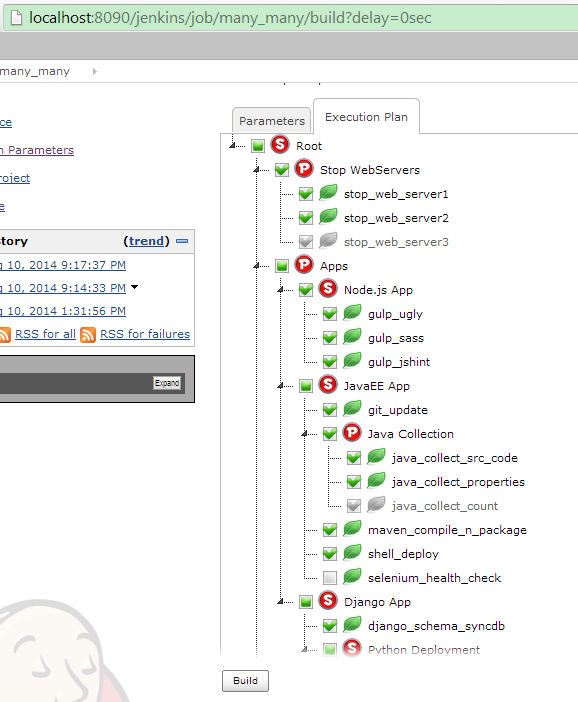 localhost:8090/jenkins/job/many_many/build?delay=0sec
many_many
ce
n Parameters
roject
e
tory (trend)
g 10, 2014 9:17:37 PM
g 10, 2014 9:14:33 PM
g 10, 2014 1:31:56 PM
RSS for all RSS for failures
Expand
Parameters Execution Plan
S Root
P Stop WebServers
stop_web_server1
stop_web_server2
stop_web_server3
P Apps
S Node.js App
gulp_ugly
gulp_sass
gulp_jshint
S JavaEE App
git_update
P Java Collection
java_collect_src_code
java_collect_properties
java_collect_count
maven_compile_n_package
shell_deploy
selenium_health_check
S Django App
django_schema_syncdb
S Python Deployment
Build